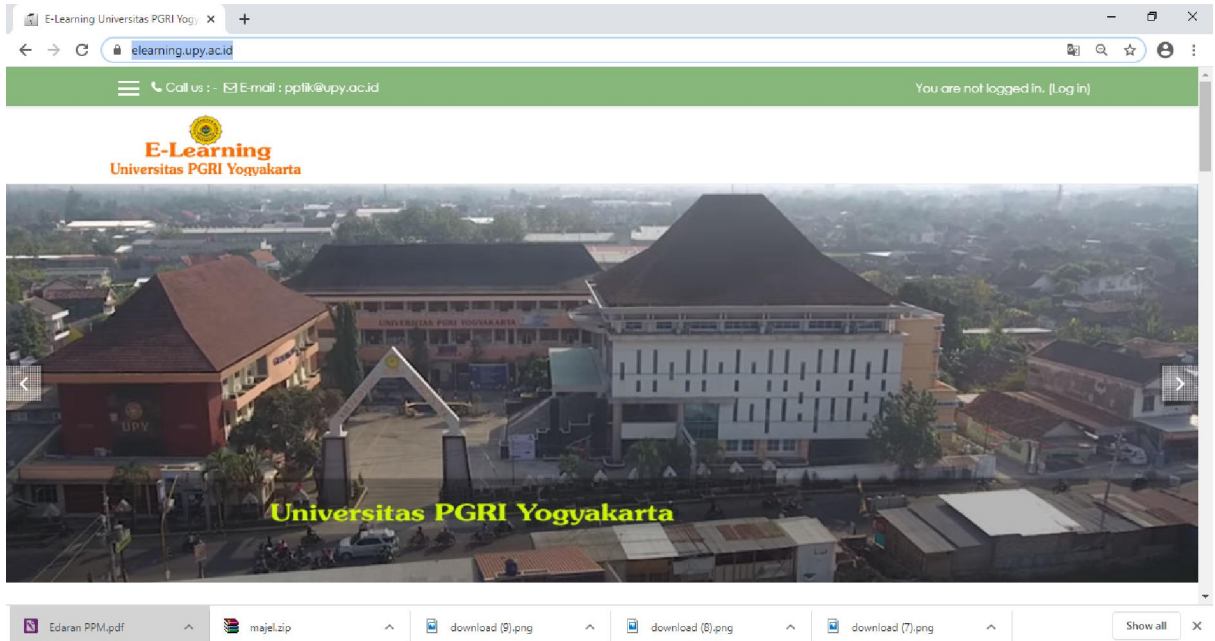 E-Learning Universitas PGRI Yogy
elearning.upy.ac.id
Call us : - E-mail : pptik@upy.ac.id
You are not logged in. (Log in)
E-Learning
Universitas PGRI Yogyakarta
UNIVERSITAS PGRI YOGYAKARTA
UPY
Universitas PGRI Yogyakarta
Edaran PPM.pdf
majel.zip
download (9).png
download (8).png
download (7).png
Show all